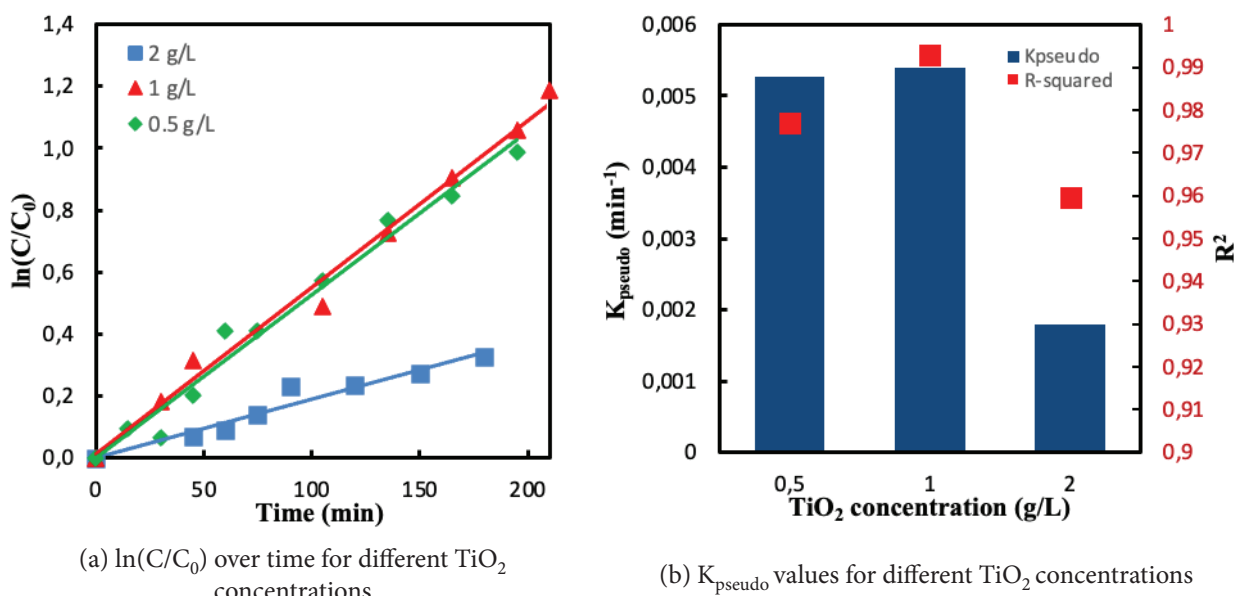 1,4
1,2
1,0
0,8
0,6
0,4
0,2
0,0
ln(C/C₀)
2 g/L
1 g/L
0.5 g/L
0 50 100 150 200
Time (min)
(a) ln(C/C₀) over time for different TiO₂
concentrations
0,006
0,005
0,004
0,003
0,002
0,001
0
K_pseudo (min⁻¹)
Kpseudo
R-squared
1
0,99
0,98
0,97
0,96
0,95
0,94
0,93
0,92
0,91
0,9
R²
0,5 1 2
TiO₂ concentration (g/L)
(b) K_pseudo values for different TiO₂ concentrations